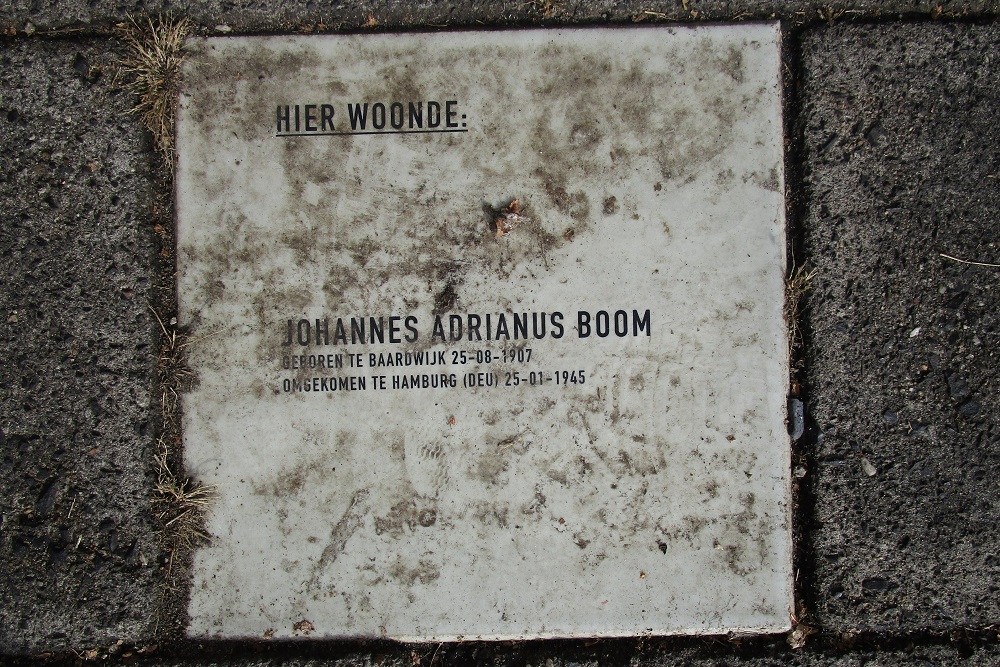 HIER WOONDE:
JOHANNES ADRIANUS BOOM
GEBOREN TE BAARDWIJK 25-08-1907
OMGEKOMEN TE HAMBURG (DEU) 25-01-1945